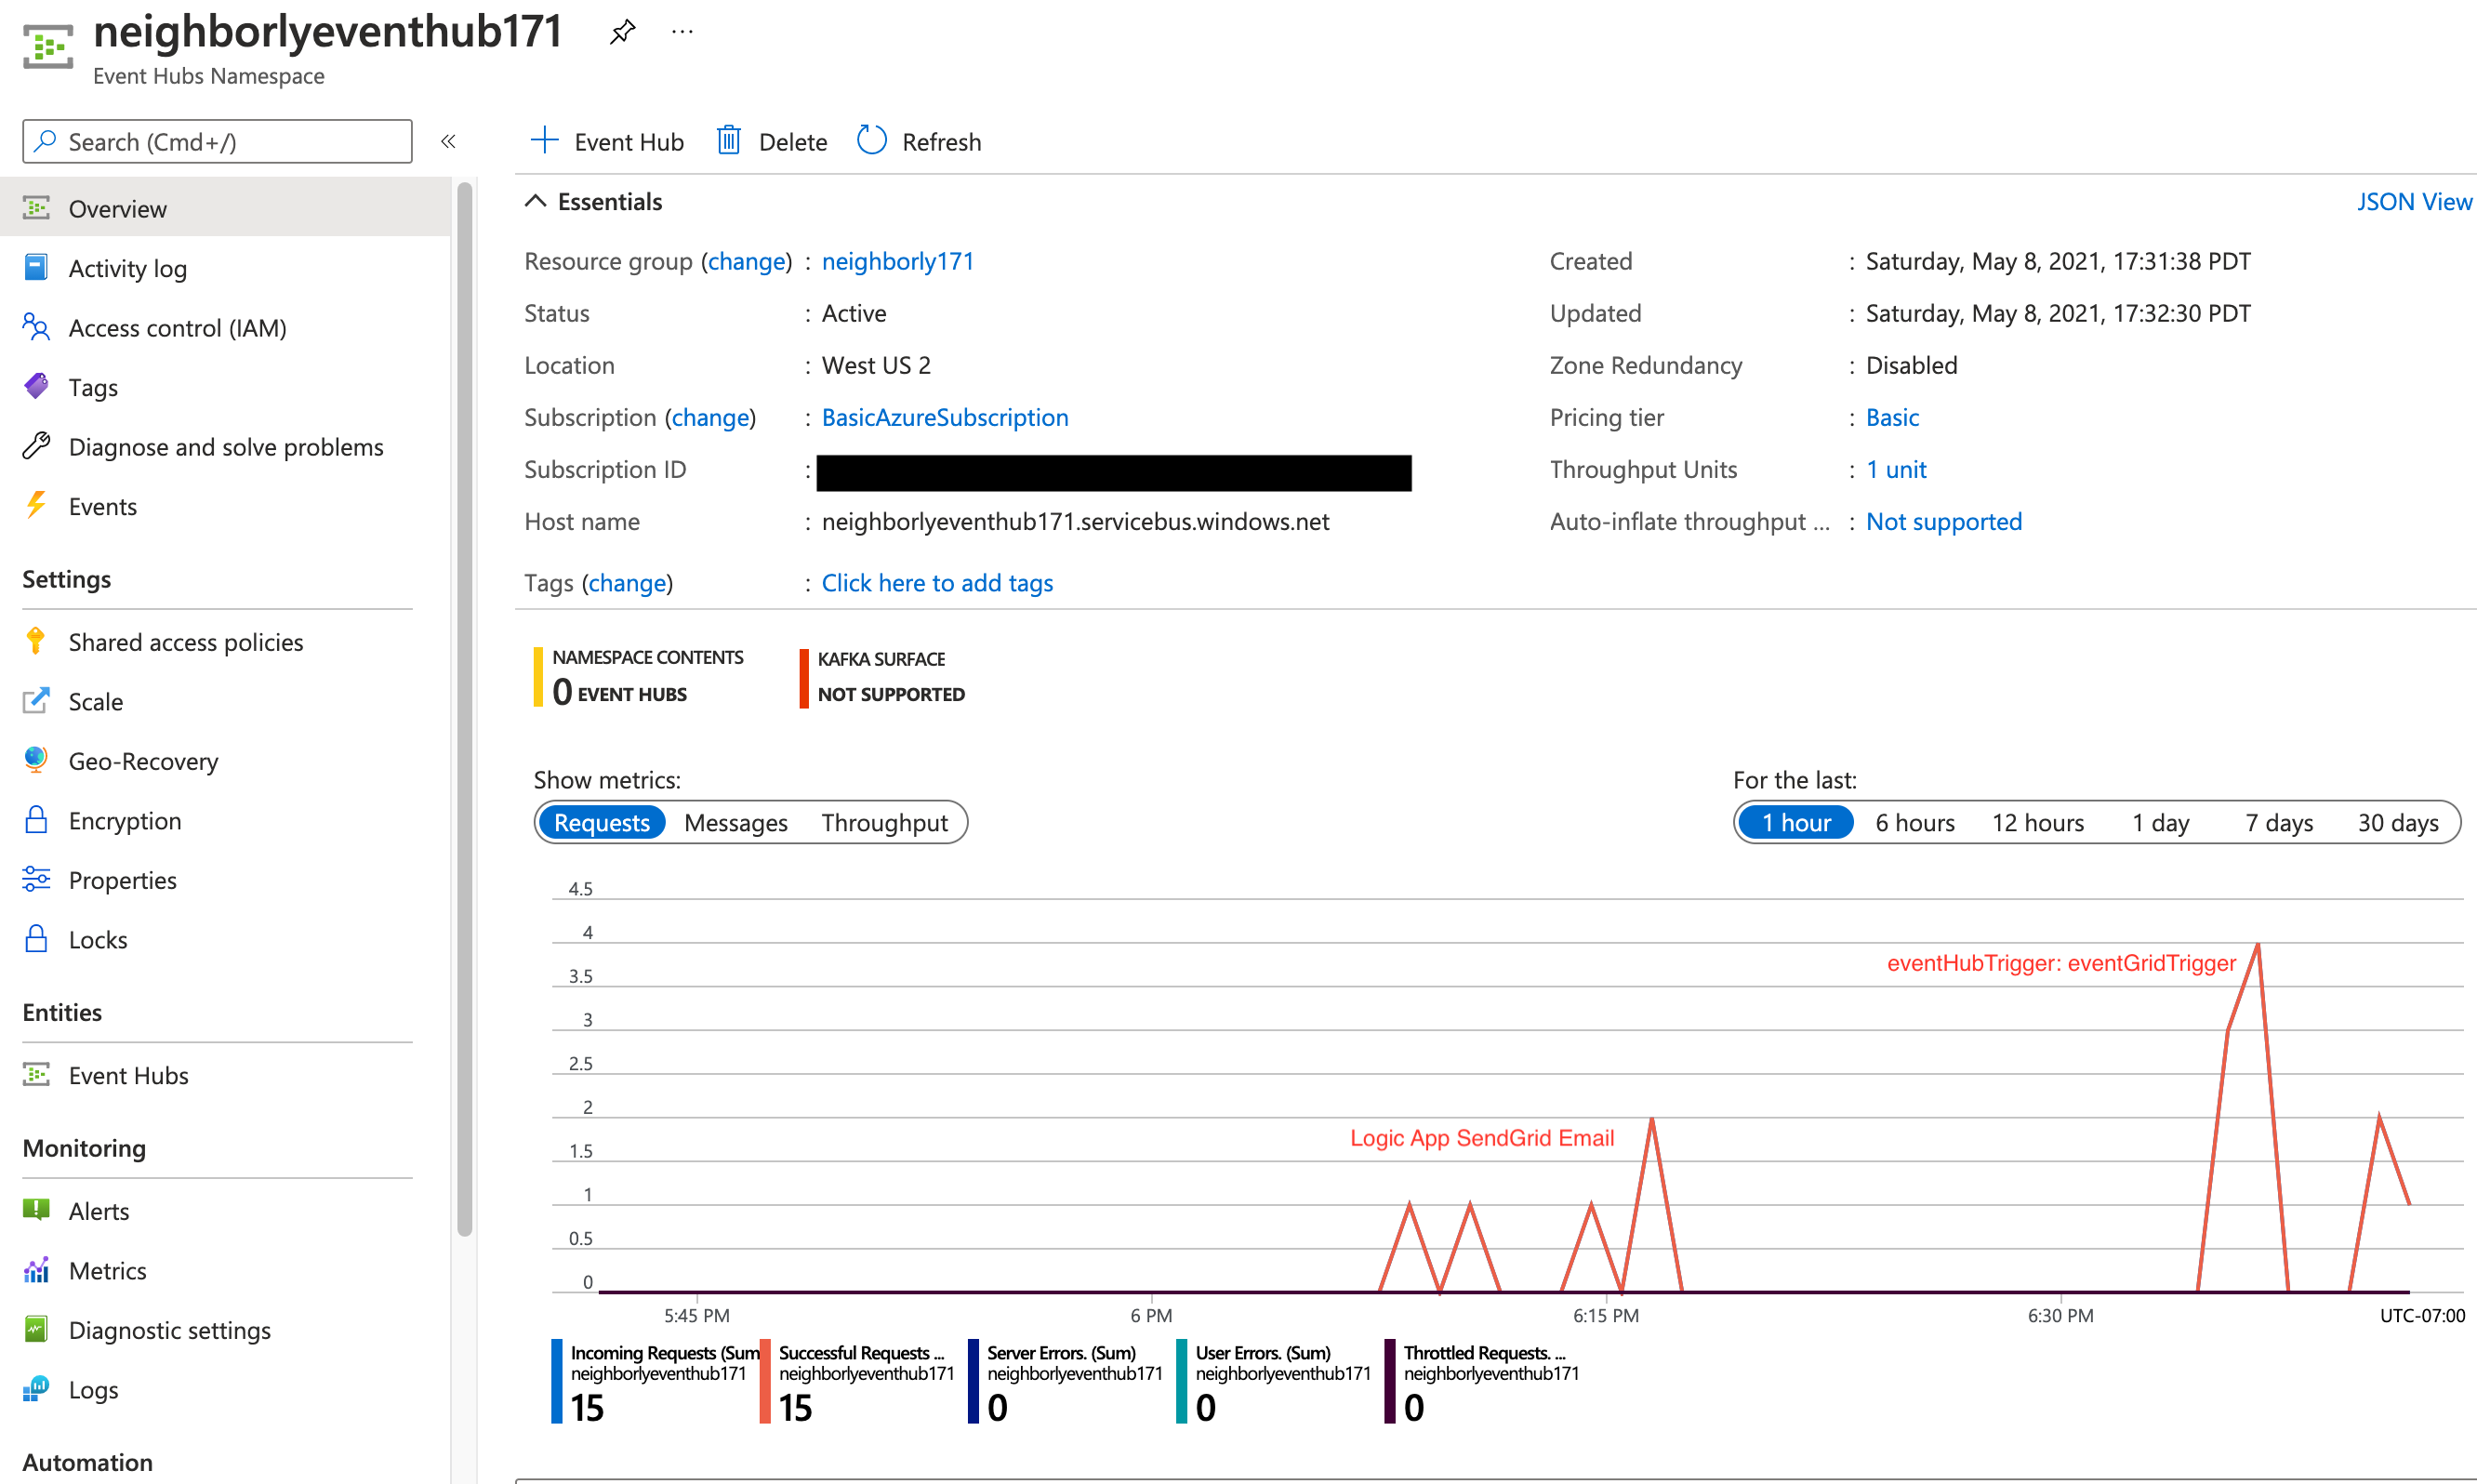 neighborlyeventhub171
...
Event Hubs Namespace
Search (Cmd+/)
«
Event Hub
Delete
Refresh
Overview
Activity log
Access control (IAM)
Tags
Diagnose and solve problems
Events
Settings
Shared access policies
Scale
Geo-Recovery
Encryption
Properties
Locks
Entities
Event Hubs
Monitoring
Alerts
Metrics
Diagnostic settings
Logs
Automation
Essentials
JSON View
Resource group (change) : neighborly171
Status : Active
Location : West US 2
Subscription (change) : BasicAzureSubscription
Subscription ID :
Host name : neighborlyeventhub171.servicebus.windows.net
Tags (change) : Click here to add tags
Created : Saturday, May 8, 2021, 17:31:38 PDT
Updated : Saturday, May 8, 2021, 17:32:30 PDT
Zone Redundancy : Disabled
Pricing tier : Basic
Throughput Units : 1 unit
Auto-inflate throughput ... : Not supported
NAMESPACE CONTENTS
0 EVENT HUBS
KAFKA SURFACE
NOT SUPPORTED
Show metrics:
Requests Messages Throughput
For the last:
1 hour 6 hours 12 hours 1 day 7 days 30 days
4.5
4
3.5
3
2.5
2
1.5
1
0.5
0
eventHubTrigger: eventGridTrigger
Logic App SendGrid Email
5:45 PM 6 PM 6:15 PM 6:30 PM UTC-07:00
Incoming Requests (Sum
neighborlyeventhub171
15
Successful Requests ...
neighborlyeventhub171
15
Server Errors. (Sum)
neighborlyeventhub171
0
User Errors. (Sum)
neighborlyeventhub171
0
Throttled Requests. ...
neighborlyeventhub171
0